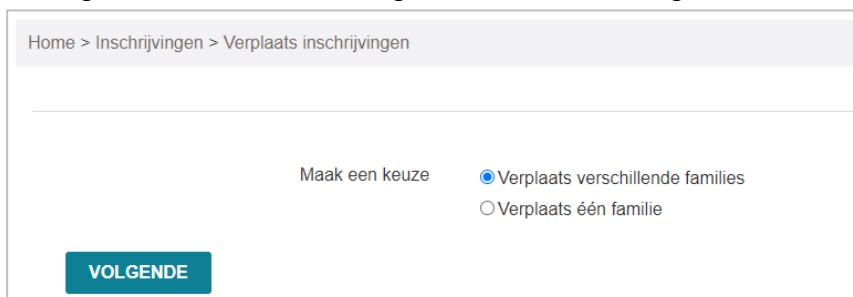 Home > Inschrijvingen > Verplaats inschrijvingen
Maak een keuze
Verplaats verschillende families
Verplaats één familie
VOLGENDE